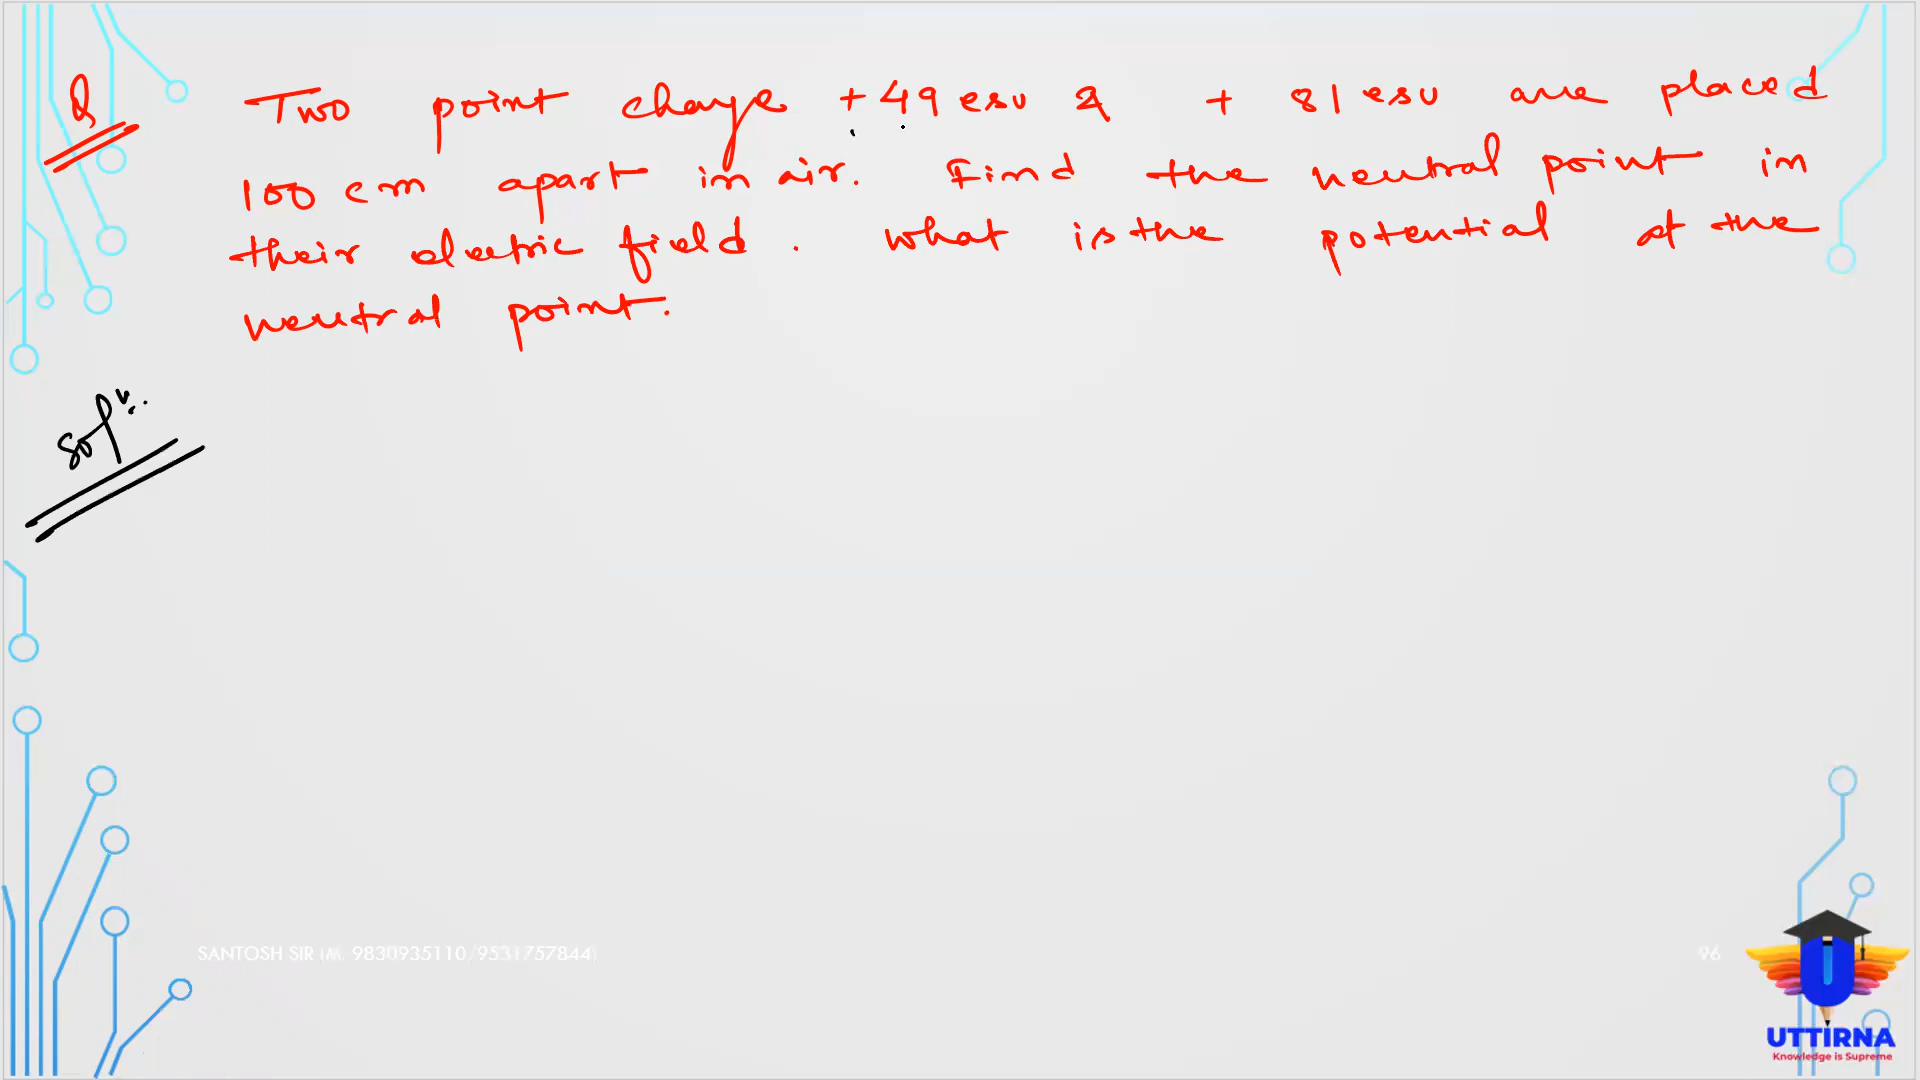 Q
Two point charge +49 esu & + 81 esu are placed
100 cm apart in air. Find the neutral point in
their electric field. What is the potential at the
neutral point.
Solⁿ.
SANTOSH SIR (M. 9830935110/9531757844)
96
UTTIRNA
Knowledge is Supreme